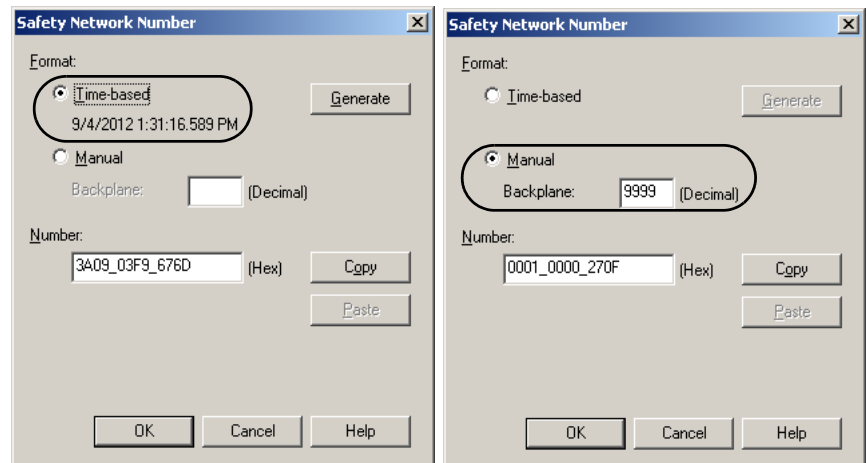 Safety Network Number
Format:
Time-based
Generate
9/4/2012 1:31:16.589 PM
Manual
Backplane: (Decimal)
Number:
3A09_03F9_676D (Hex) Copy
Paste
OK Cancel Help
Safety Network Number
Format:
Time-based
Generate
Manual
Backplane: 9999 (Decimal)
Number:
0001_0000_270F (Hex) Copy
Paste
OK Cancel Help